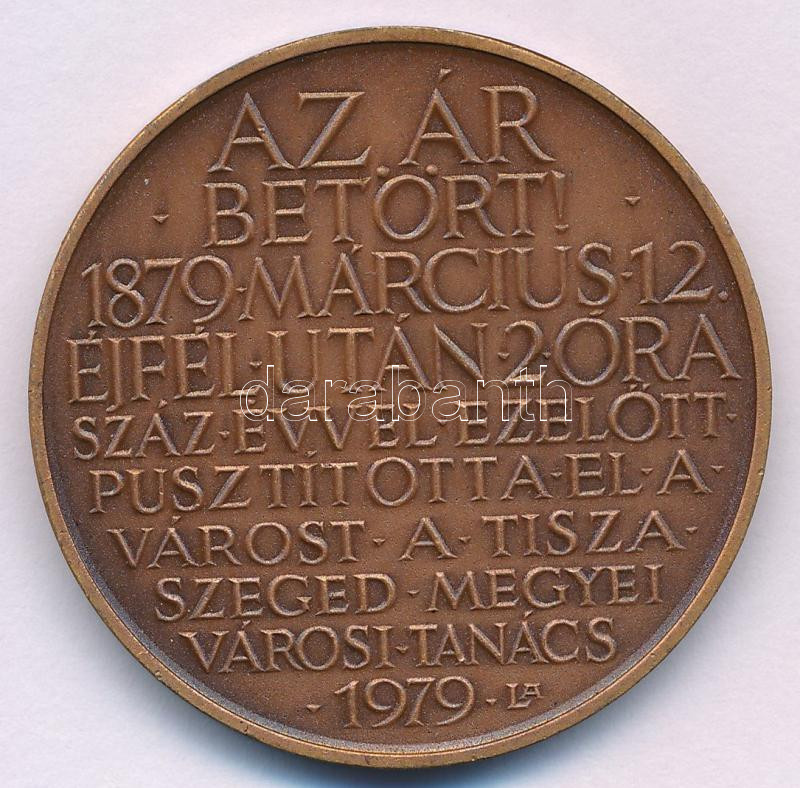 AZ ÁR
· BETÖRT! ·
1879·MÁRCIUS·12.
ÉJFÉL·UTÁN·2·ÓRA
darabanth
SZÁZ·ÉVVEL·EZELŐTT·
PUSZTÍTOTTA·EL·A·
VÁROST·A·TISZA·
SZEGED·MEGYEI
VÁROSI·TANÁCS
·1979· LA